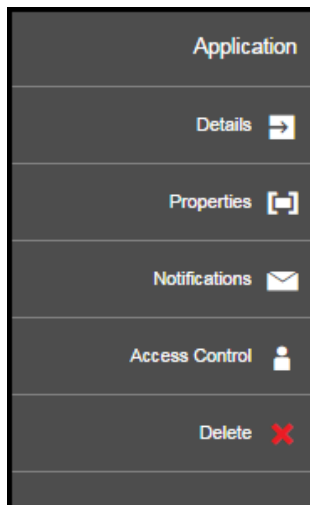 Application
Details
Properties
Notifications
Access Control
Delete